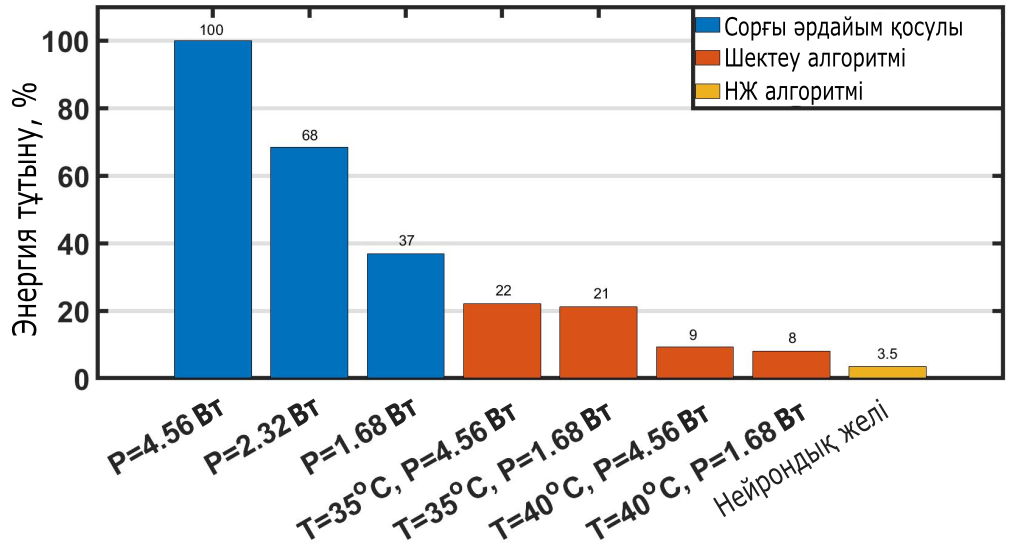 Энергия тұтыну, %
100
80
60
40
20
0
100
68
37
22
21
9
8
3.5
Сорғы әрдайым қосулы
Шектеу алгоритмі
НЖ алгоритмі
P=4.56 Вт
P=2.32 Вт
P=1.68 Вт
T=35°C, P=4.56 Вт
T=35°C, P=1.68 Вт
T=40°C, P=4.56 Вт
T=40°C, P=1.68 Вт
Нейрондық желі